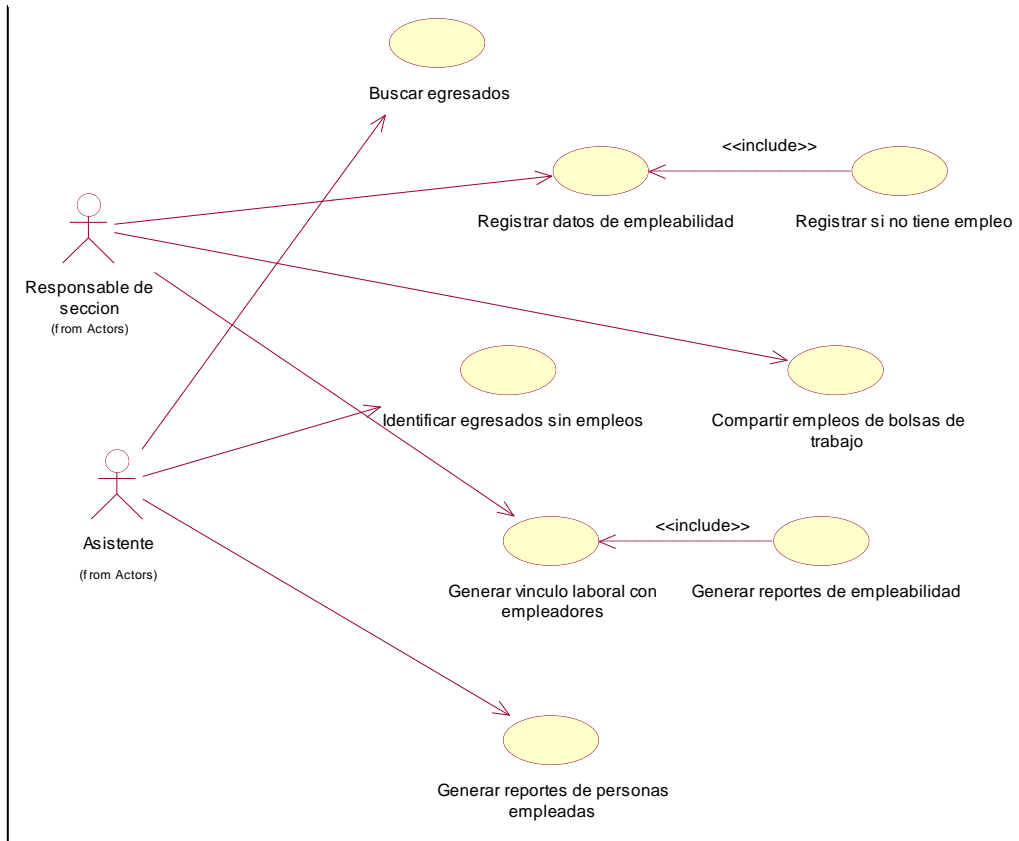 Buscar egresados
<<include>>
Registrar datos de empleabilidad
Registrar si no tiene empleo
Responsable de
seccion
(from Actors)
Identificar egresados sin empleos
Compartir empleos de bolsas de
trabajo
Asistente
(from Actors)
<<include>>
Generar vinculo laboral con
empleadores
Generar reportes de empleabilidad
Generar reportes de personas
empleadas